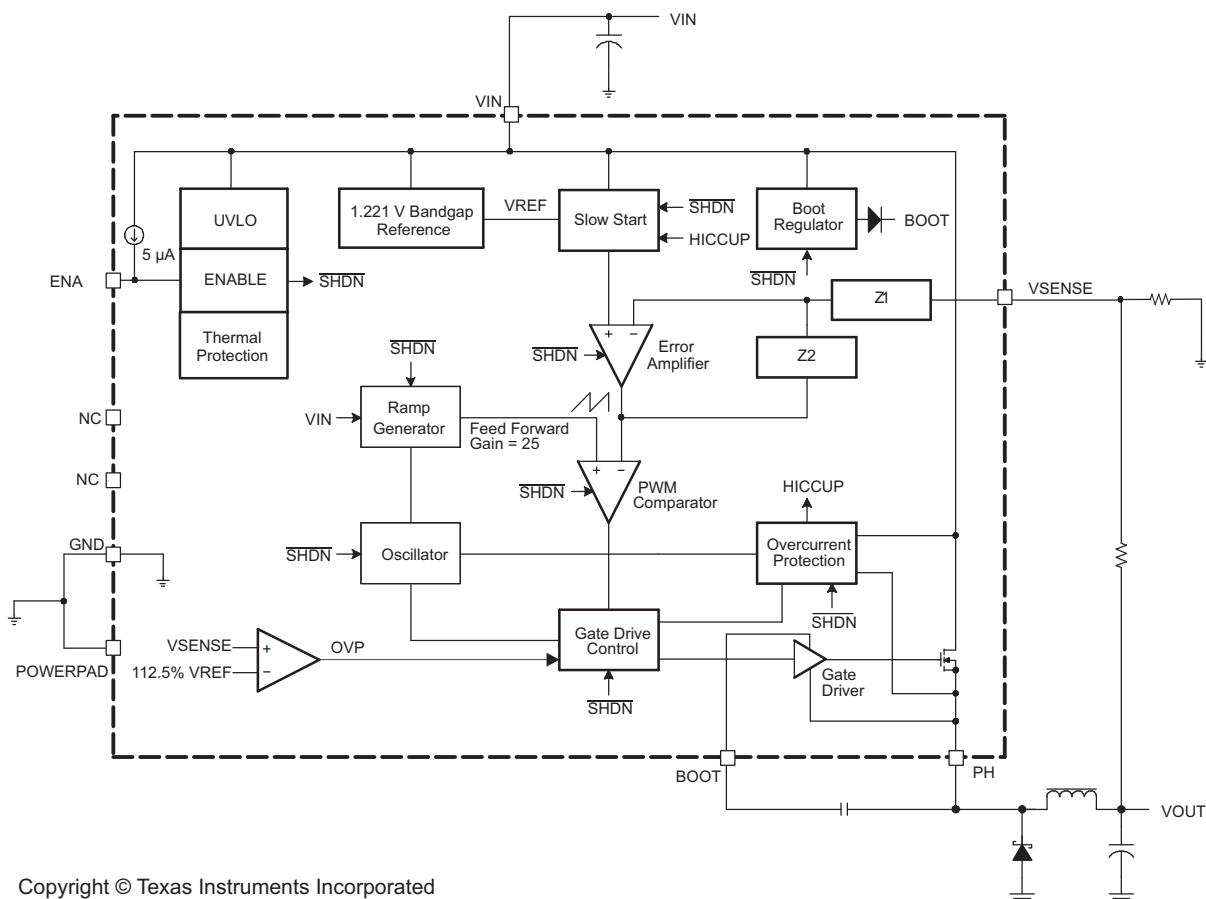 VIN
VIN
UVLO
1.221 V Bandgap
Reference
VREF
Slow Start
SHDN
HICCUP
Boot
Regulator
BOOT
SHDN
5 µA
ENA
ENABLE
SHDN
Thermal
Protection
Z1
VSENSE
Z2
+
−
Error
Amplifier
SHDN
SHDN
VIN
Ramp
Generator
Feed Forward
Gain = 25
NC
NC
+
−
PWM
Comparator
SHDN
HICCUP
GND
SHDN
Oscillator
Overcurrent
Protection
SHDN
POWERPAD
VSENSE
112.5% VREF
+
−
OVP
Gate Drive
Control
SHDN
Gate
Driver
BOOT
PH
VOUT
Copyright © Texas Instruments Incorporated